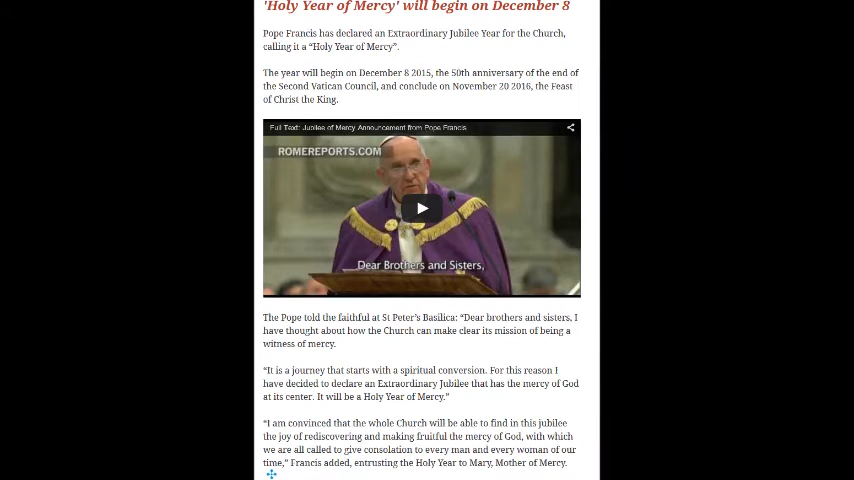 'Holy Year of Mercy' will begin on December 8
Pope Francis has declared an Extraordinary Jubilee Year for the Church,
calling it a “Holy Year of Mercy”.
The year will begin on December 8 2015, the 50th anniversary of the end of
the Second Vatican Council, and conclude on November 20 2016, the Feast
of Christ the King.
Full Text: Jubilee of Mercy Announcement from Pope Francis
ROMEREPORTS.COM
Dear Brothers and Sisters,
The Pope told the faithful at St Peter’s Basilica: “Dear brothers and sisters, I
have thought about how the Church can make clear its mission of being a
witness of mercy.
“It is a journey that starts with a spiritual conversion. For this reason I
have decided to declare an Extraordinary Jubilee that has the mercy of God
at its center. It will be a Holy Year of Mercy.”
“I am convinced that the whole Church will be able to find in this jubilee
the joy of rediscovering and making fruitful the mercy of God, with which
we are all called to give consolation to every man and every woman of our
time,” Francis added, entrusting the Holy Year to Mary, Mother of Mercy.